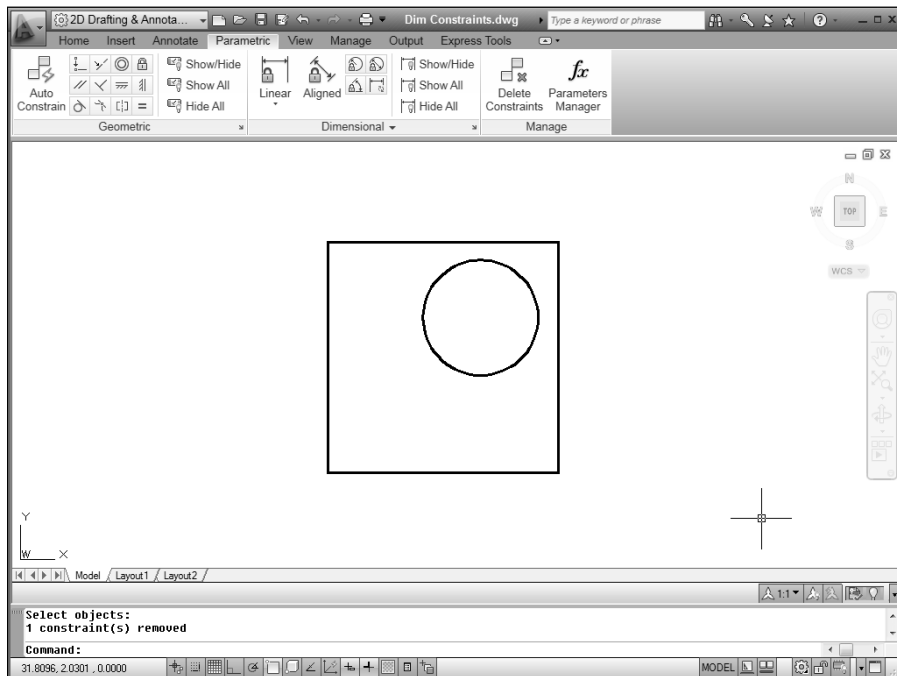 2D Drafting & Annota... Dim Constraints.dwg Type a keyword or phrase
Home Insert Annotate Parametric View Manage Output Express Tools
Auto Constrain
Show/Hide
Show All
Hide All
Geometric
Linear
Aligned
Show/Hide
Show All
Hide All
Dimensional
Delete Constraints
fx
Parameters Manager
Manage
N
W TOP E
S
WCS
Y
W X
Model Layout1 Layout2
1:1
Select objects:
1 constraint(s) removed
Command:
31.8096, 2.0301 , 0.0000 MODEL